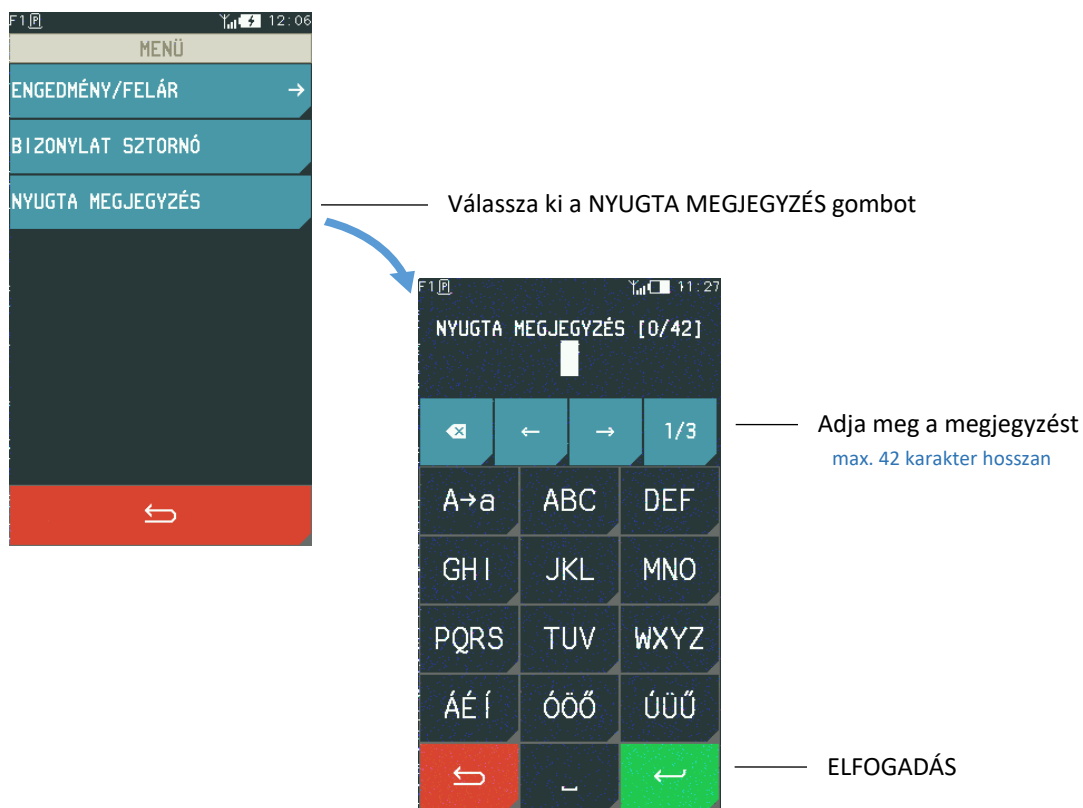 F1 P 12:06
MENÜ
ENGEDMÉNY/FELÁR →
BIZONYLAT SZTORNÓ
NYUGTA MEGJEGYZÉS
Válassza ki a NYUGTA MEGJEGYZÉS gombot
F1 P 11:27
NYUGTA MEGJEGYZÉS [0/42]
← → 1/3
Adja meg a megjegyzést
max. 42 karakter hosszan
A→a ABC DEF
GHI JKL MNO
PQRS TUV WXYZ
ÁÉÍ ÓÖŐ ÚÜŰ
ELFOGADÁS